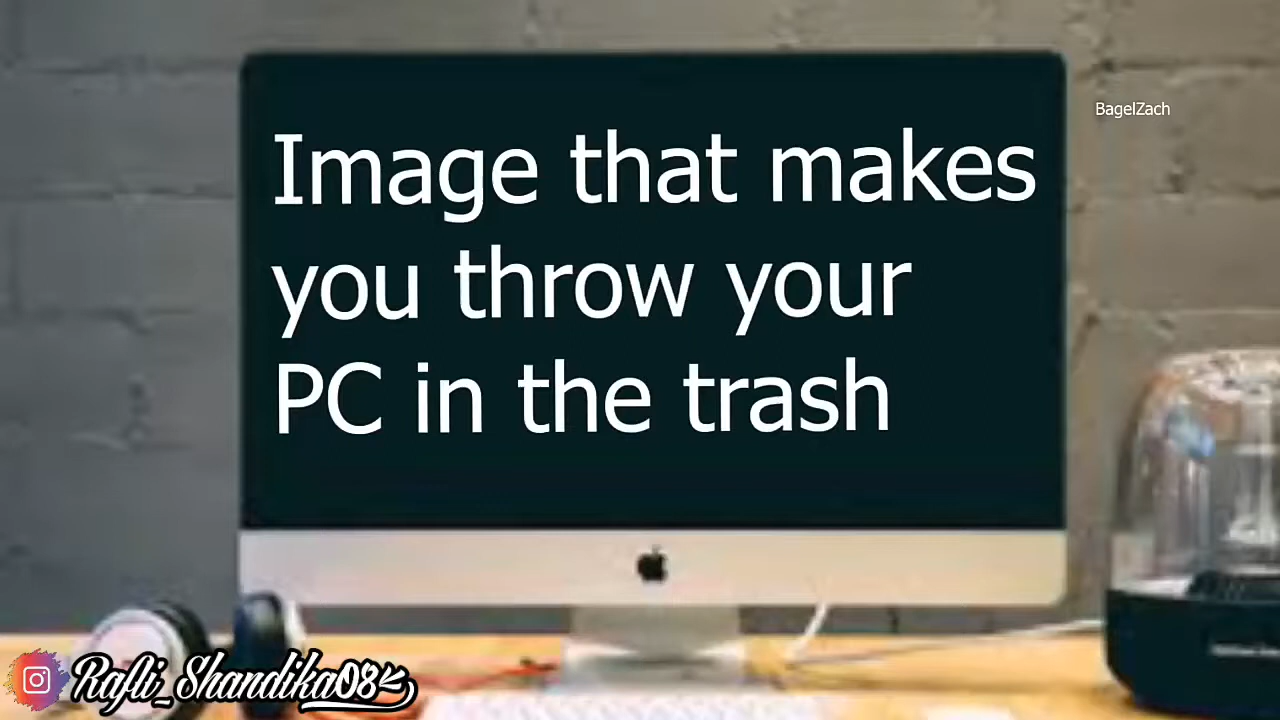 BagelZach
Image that makes
you throw your
PC in the trash
Rafli_Shandika08